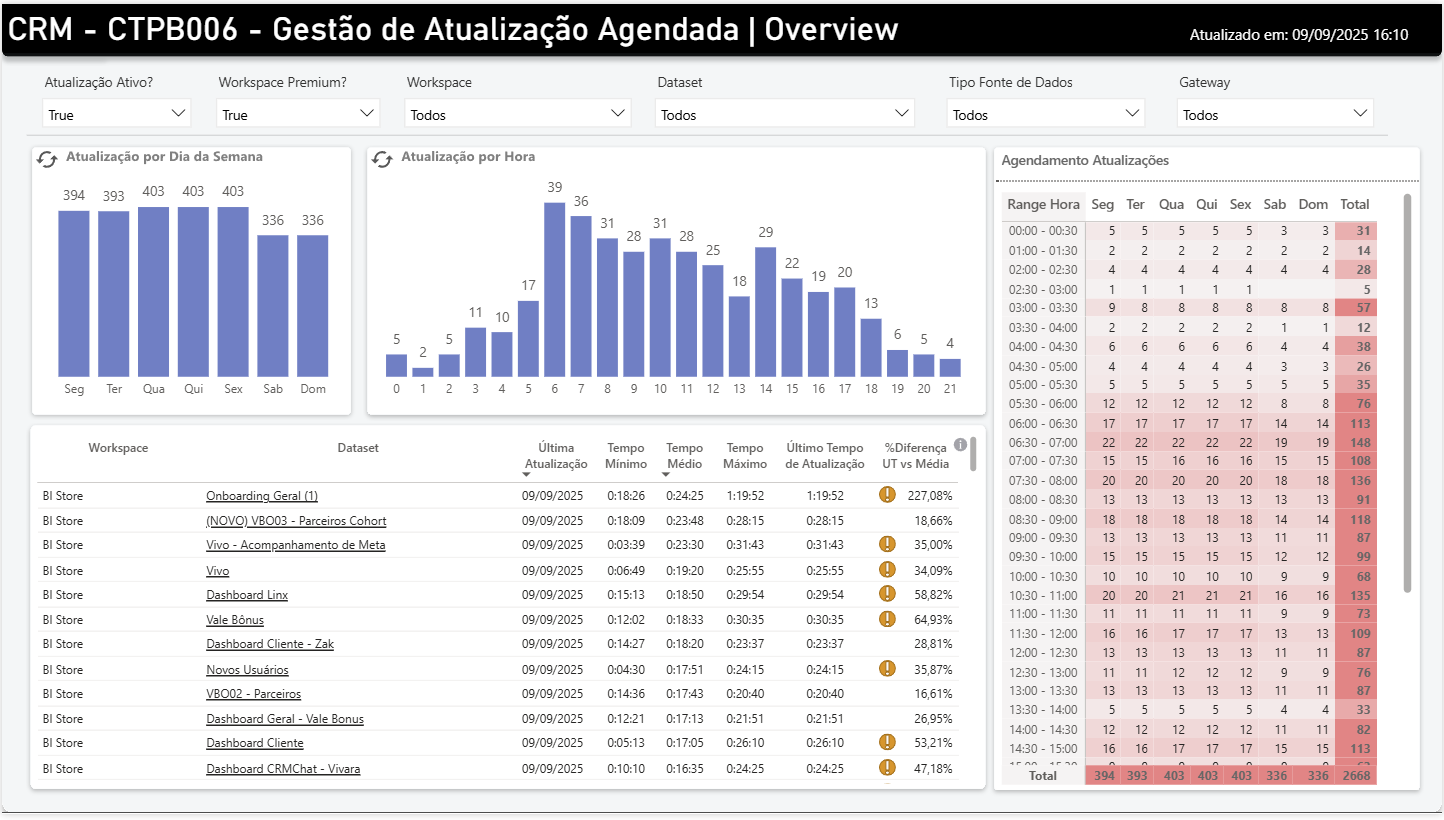 CRM - CTPB006 - Gestão de Atualização Agendada | Overview
Atualizado em: 09/09/2025 16:10
Atualização Ativo? Workspace Premium? Workspace Dataset Tipo Fonte de Dados Gateway
True True Todos Todos Todos Todos
Atualização por Dia da Semana
394 393 403 403 403 336 336
Seg Ter Qua Qui Sex Sab Dom
Atualização por Hora
5 2 5 11 10 17 39 36 31 28 31 28 25 18 29 22 19 20 13 6 5 4
0 1 2 3 4 5 6 7 8 9 10 11 12 13 14 15 16 17 18 19 20 21
Workspace Dataset Última Atualização Tempo Mínimo Tempo Médio Tempo Máximo Último Tempo de Atualização %Diferença UT vs Média
BI Store Onboarding Geral (1) 09/09/2025 0:18:26 0:24:25 1:19:52 1:19:52 227,08%
BI Store (NOVO) VBO03 - Parceiros Cohort 09/09/2025 0:18:09 0:23:48 0:28:15 0:28:15 18,66%
BI Store Vivo - Acompanhamento de Meta 09/09/2025 0:03:39 0:23:30 0:31:43 0:31:43 35,00%
BI Store Vivo 09/09/2025 0:06:49 0:19:20 0:25:55 0:25:55 34,09%
BI Store Dashboard Linx 09/09/2025 0:15:13 0:18:50 0:29:54 0:29:54 58,82%
BI Store Vale Bônus 09/09/2025 0:12:02 0:18:33 0:30:35 0:30:35 64,93%
BI Store Dashboard Cliente - Zak 09/09/2025 0:14:27 0:18:20 0:23:37 0:23:37 28,81%
BI Store Novos Usuários 09/09/2025 0:04:30 0:17:51 0:24:15 0:24:15 35,87%
BI Store VBO02 - Parceiros 09/09/2025 0:14:36 0:17:43 0:20:40 0:20:40 16,61%
BI Store Dashboard Geral - Vale Bonus 09/09/2025 0:12:21 0:17:13 0:21:51 0:21:51 26,95%
BI Store Dashboard Cliente 09/09/2025 0:05:13 0:17:05 0:26:10 0:26:10 53,21%
BI Store Dashboard CRMChat - Vivara 09/09/2025 0:10:10 0:16:35 0:24:25 0:24:25 47,18%
Agendamento Atualizações
Range Hora Seg Ter Qua Qui Sex Sab Dom Total
00:00 - 00:30 5 5 5 5 5 3 3 31
01:00 - 01:30 2 2 2 2 2 2 2 14
02:00 - 02:30 4 4 4 4 4 4 4 28
02:30 - 03:00 1 1 1 1 1 5
03:00 - 03:30 9 8 8 8 8 8 8 57
03:30 - 04:00 2 2 2 2 2 1 1 12
04:00 - 04:30 6 6 6 6 6 4 4 38
04:30 - 05:00 4 4 4 4 4 3 3 26
05:00 - 05:30 5 5 5 5 5 5 5 35
05:30 - 06:00 12 12 12 12 12 8 8 76
06:00 - 06:30 17 17 17 17 17 14 14 113
06:30 - 07:00 22 22 22 22 22 19 19 148
07:00 - 07:30 15 15 16 16 16 15 15 108
07:30 - 08:00 20 20 20 20 20 18 18 136
08:00 - 08:30 13 13 13 13 13 13 13 91
08:30 - 09:00 18 18 18 18 18 14 14 118
09:00 - 09:30 13 13 13 13 13 11 11 87
09:30 - 10:00 15 15 15 15 15 12 12 99
10:00 - 10:30 10 10 10 10 10 9 9 68
10:30 - 11:00 20 20 21 21 21 16 16 135
11:00 - 11:30 11 11 11 11 11 9 9 73
11:30 - 12:00 16 16 17 17 17 13 13 109
12:00 - 12:30 13 13 13 13 13 11 11 87
12:30 - 13:00 11 11 12 12 12 9 9 76
13:00 - 13:30 13 13 13 13 13 11 11 87
13:30 - 14:00 5 5 5 5 5 4 4 33
14:00 - 14:30 12 12 12 12 12 11 11 82
14:30 - 15:00 16 16 17 17 17 15 15 113
Total 394 393 403 403 403 336 336 2668